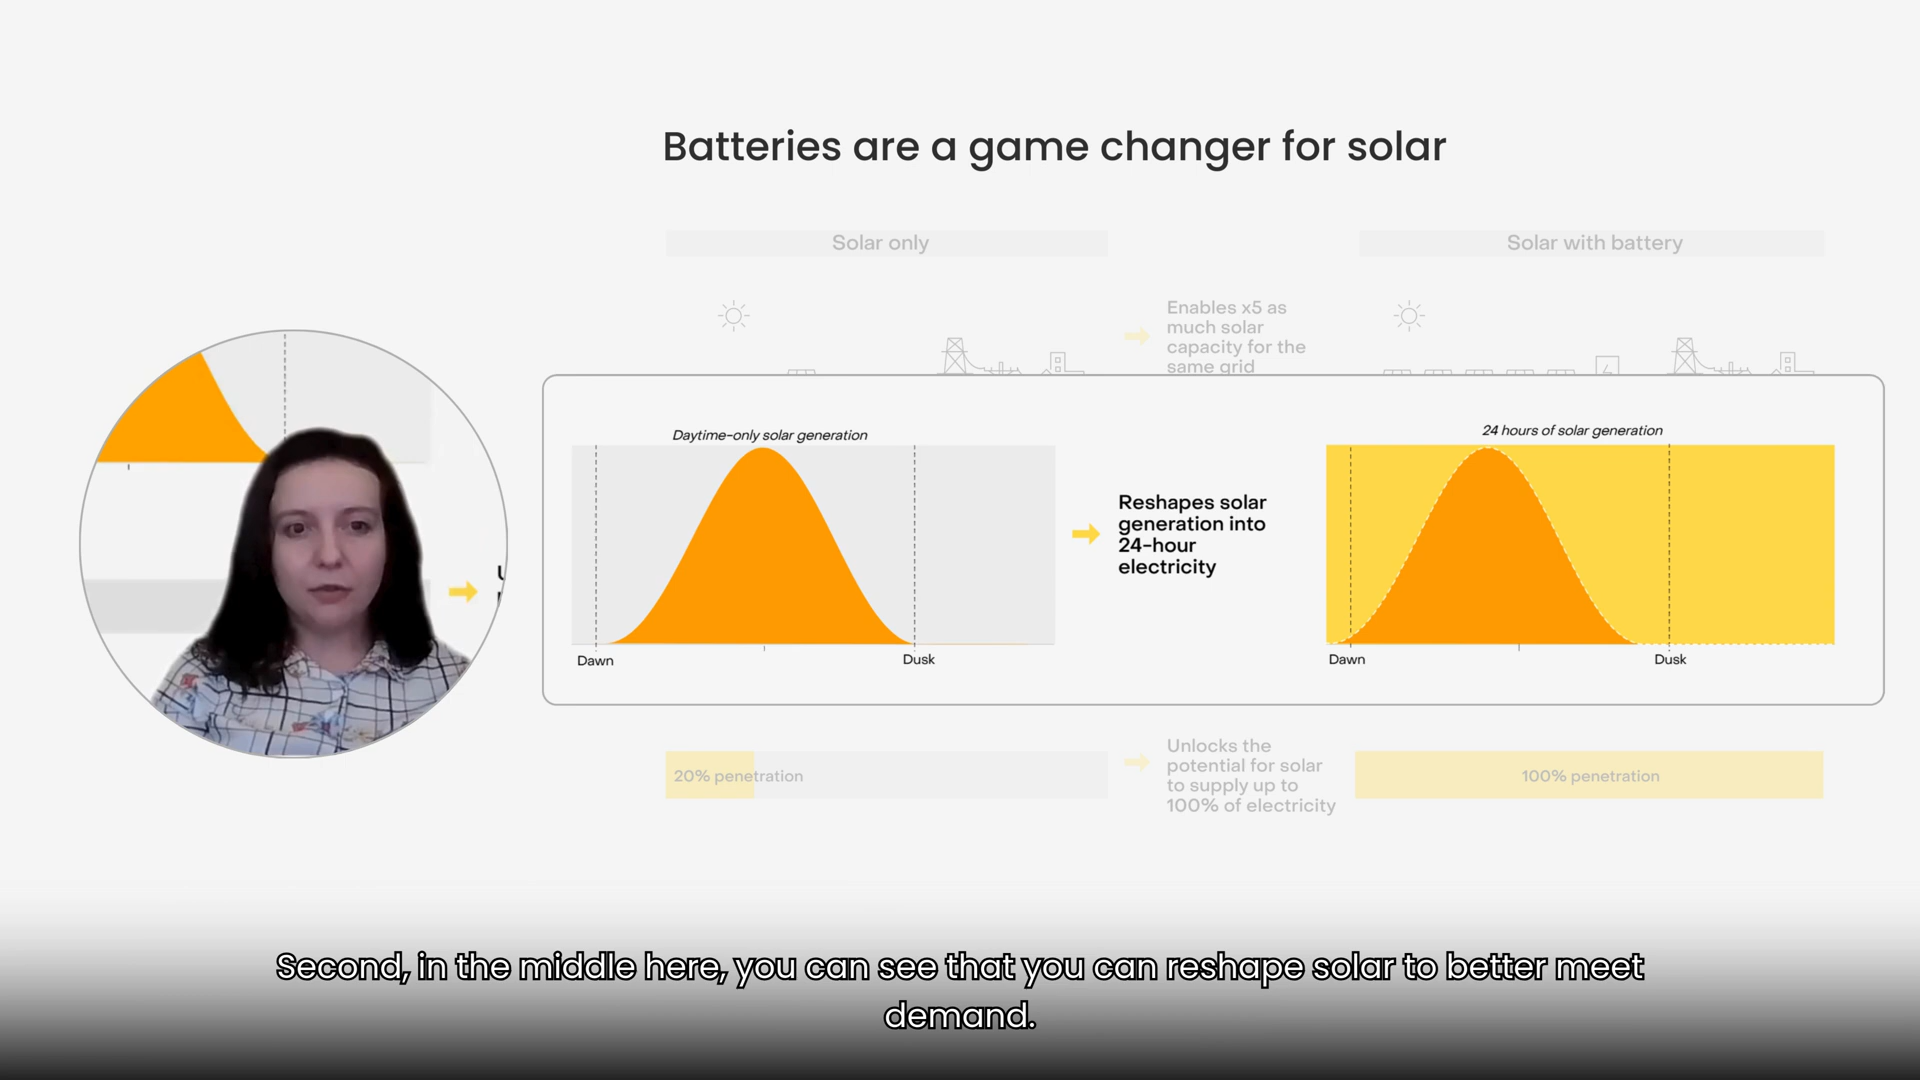 Batteries are a game changer for solar
Solar only
Solar with battery
Enables x5 as
much solar
capacity for the
same grid
Daytime-only solar generation
24 hours of solar generation
Reshapes solar
generation into
24-hour
electricity
Dawn
Dusk
Dawn
Dusk
20% penetration
Unlocks the
potential for solar
to supply up to
100% of electricity
100% penetration
Second, in the middle here, you can see that you can reshape solar to better meet
demand.